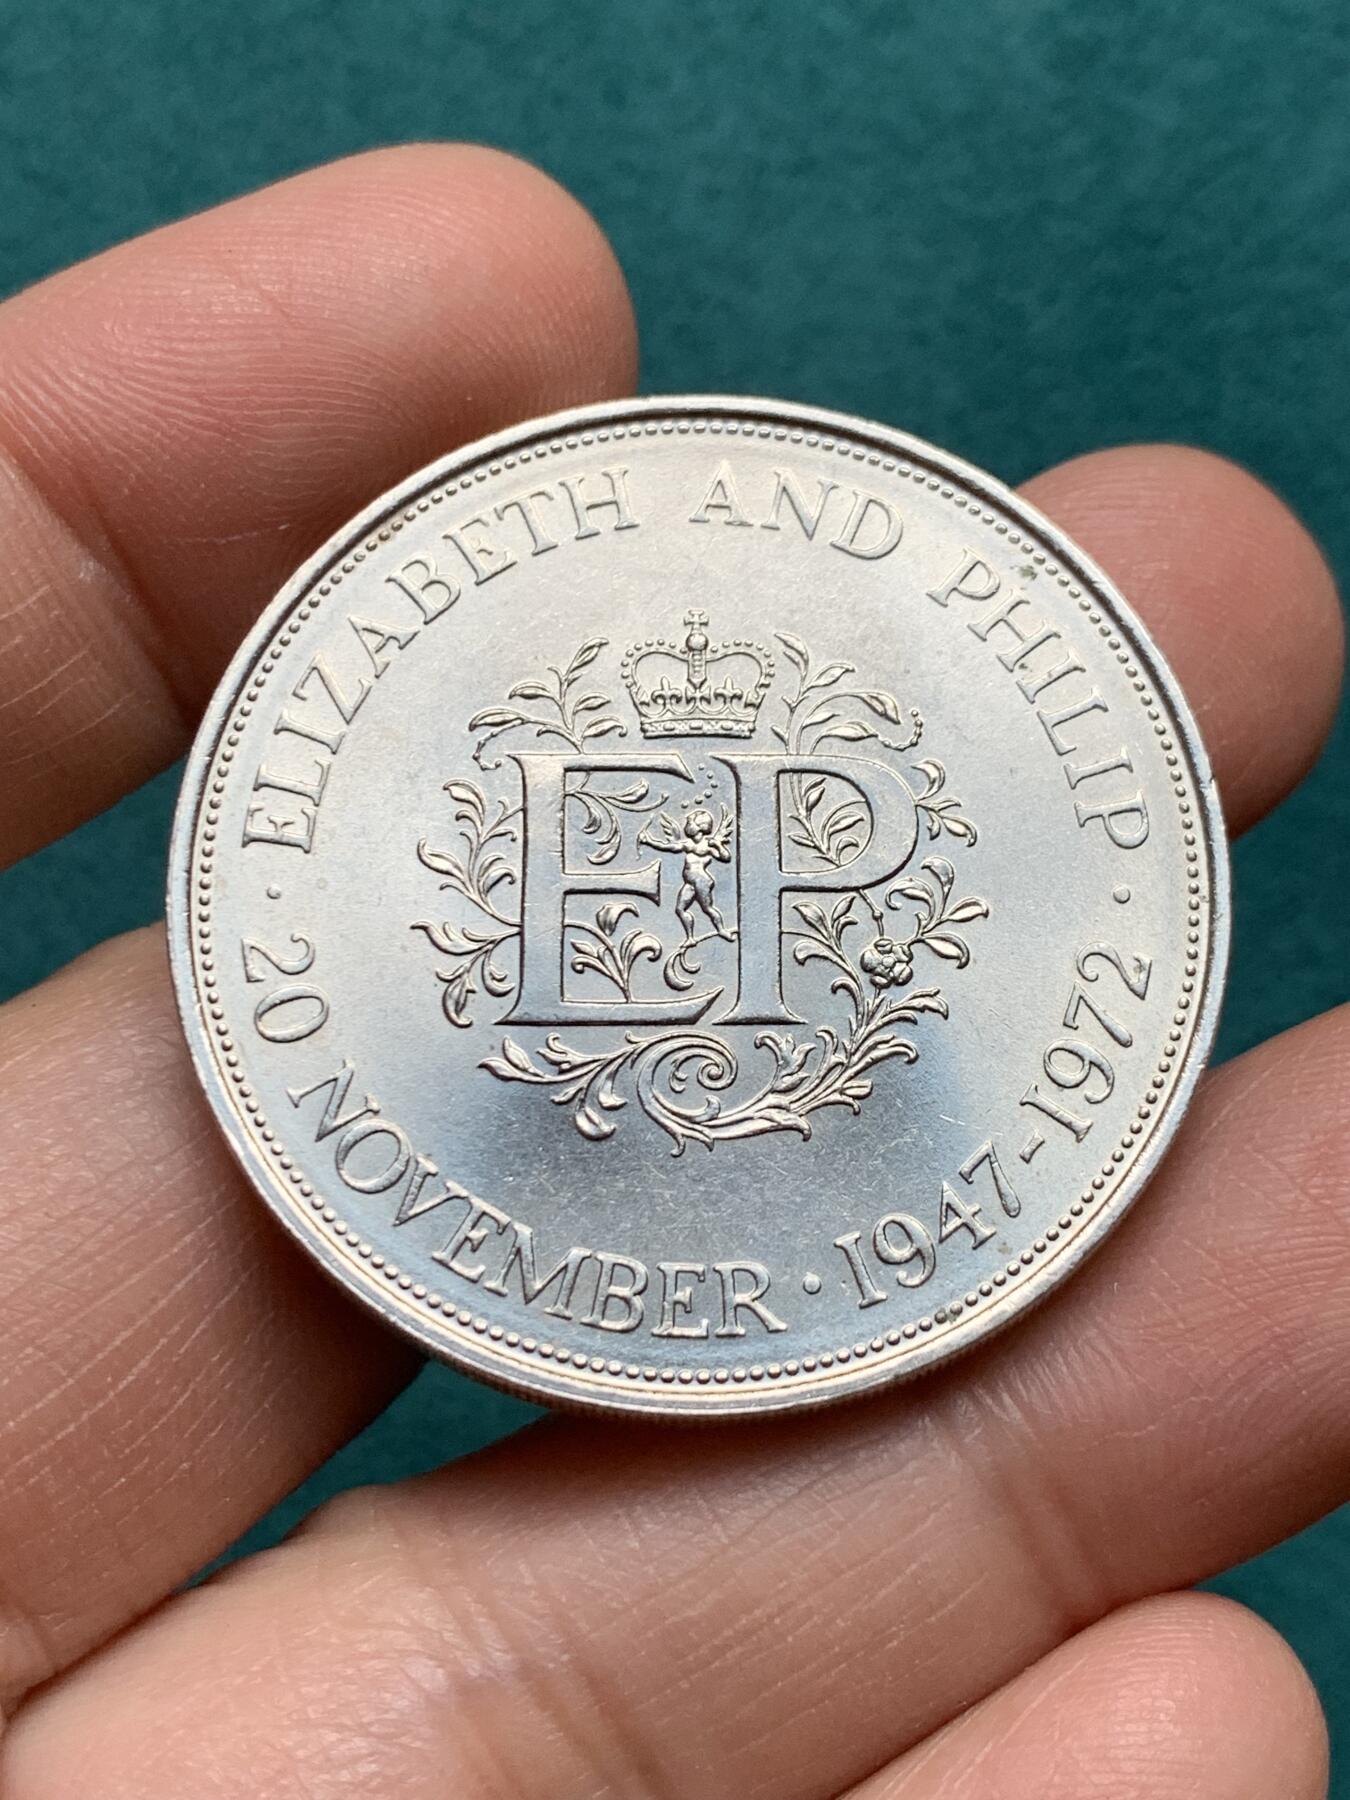 ELIZABETH AND PHILIP
20 NOVEMBER · 1947-1972
EP